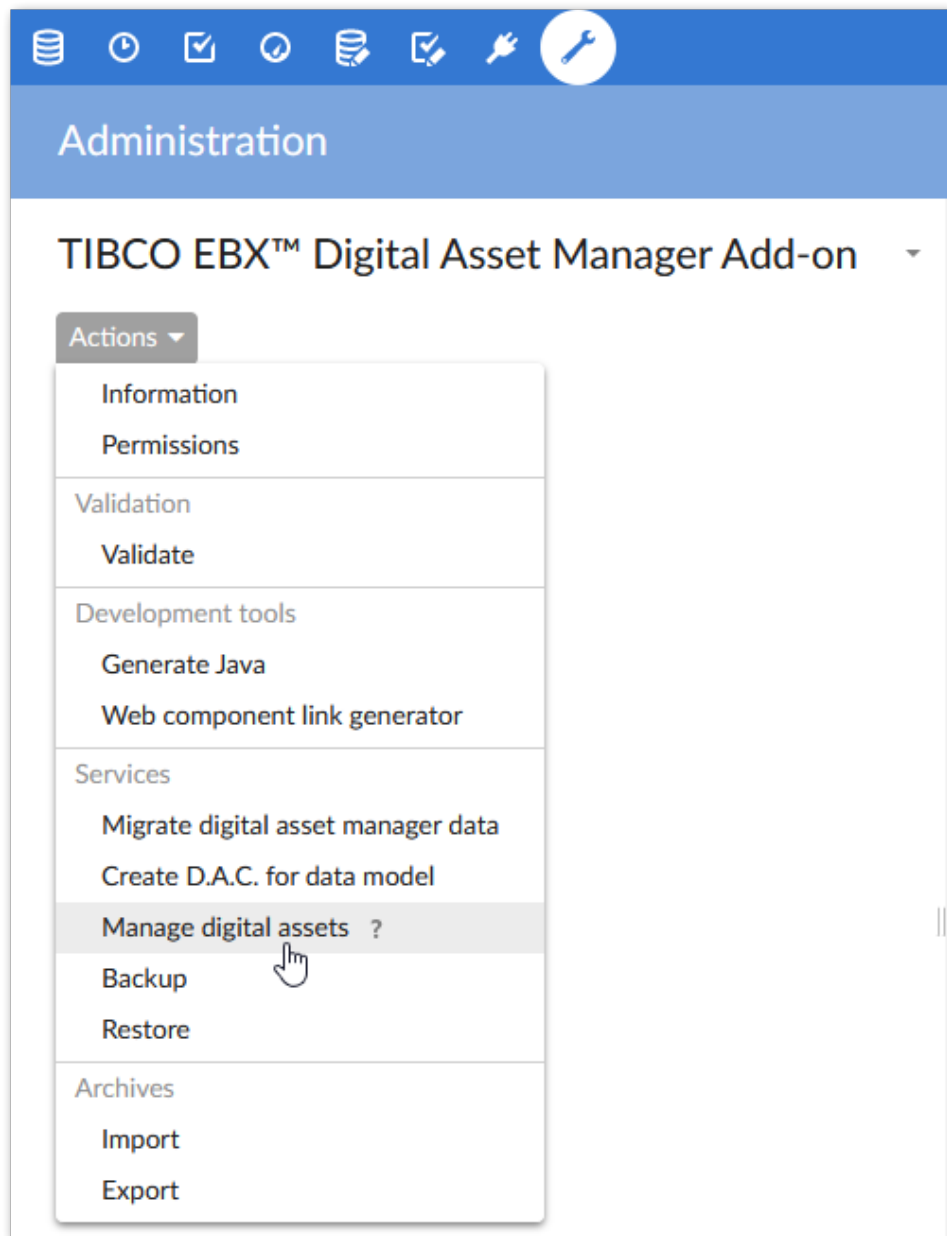 Administration
TIBCO EBX™ Digital Asset Manager Add-on
Actions
Information
Permissions
Validation
Validate
Development tools
Generate Java
Web component link generator
Services
Migrate digital asset manager data
Create D.A.C. for data model
Manage digital assets ?
Backup
Restore
Archives
Import
Export